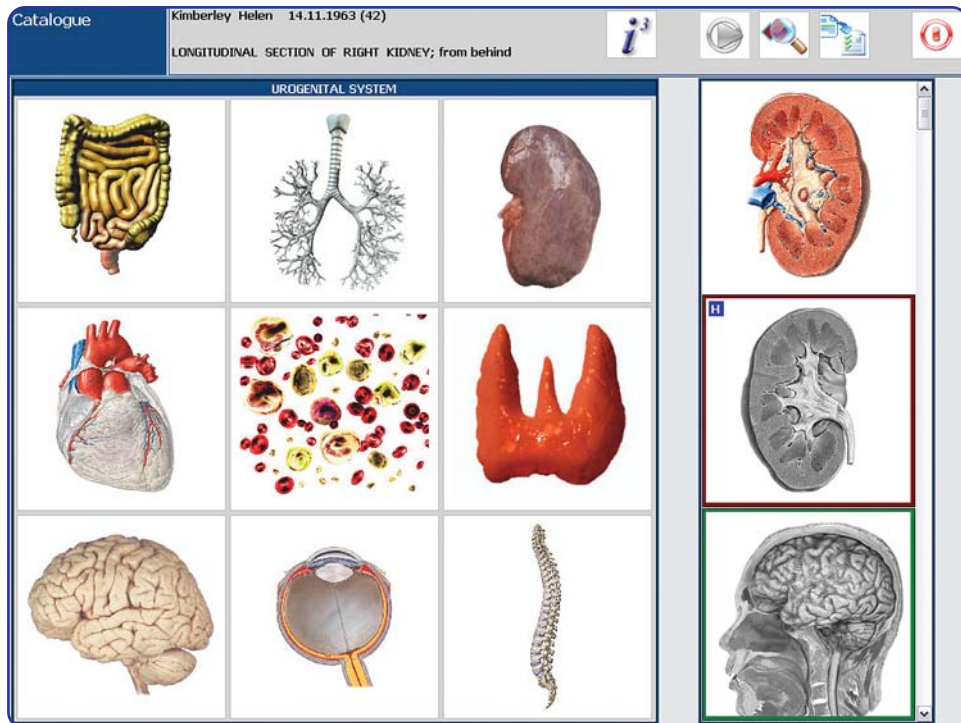 Catalogue
Kimberley Helen 14.11.1963 (42)
LONGITUDINAL SECTION OF RIGHT KIDNEY; from behind
i3
UROGENITAL SYSTEM
H